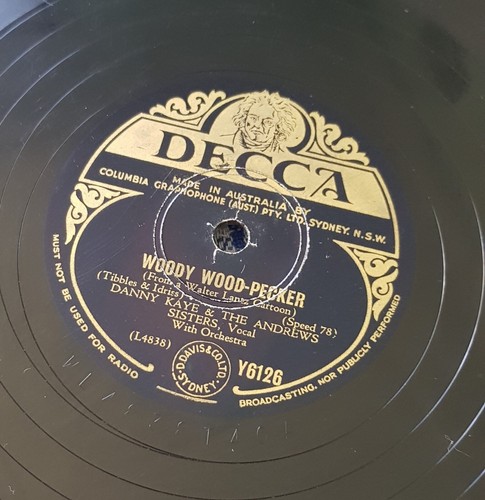 DECCA
MADE IN AUSTRALIA BY
COLUMBIA GRAPHOPHONE (AUST.) PTY. LTD. SYDNEY. N.S.W.
WOODY WOOD-PECKER
(From a Walter Lantz Cartoon)
(Tibbles & Idriss) (Speed 78)
DANNY KAYE & THE ANDREWS
SISTERS, Vocal
With Orchestra
(L4838)
D.DAVIS & CO. LTD.
SYDNEY
Y6126
MUST NOT BE USED FOR RADIO
BROADCASTING, NOR PUBLICLY PERFORMED